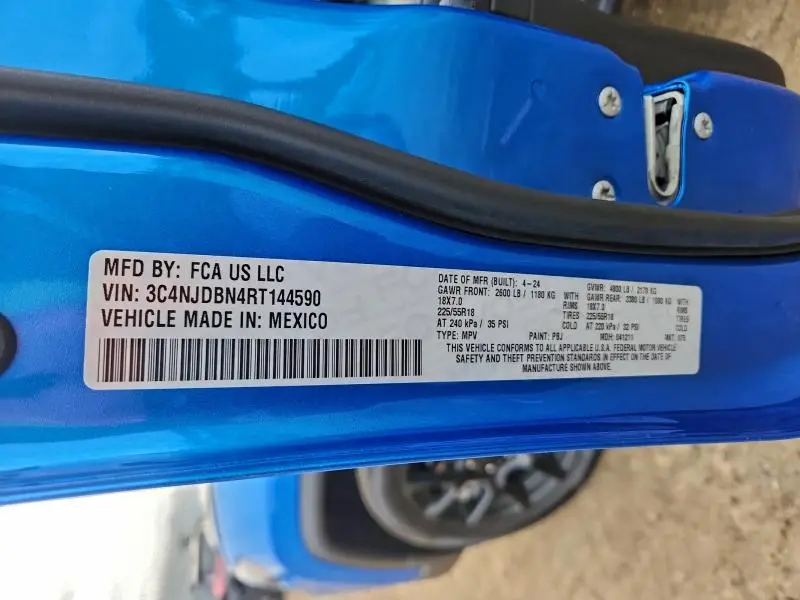 MFD BY: FCA US LLC
VIN: 3C4NJDBN4RT144590
VEHICLE MADE IN: MEXICO
DATE OF MFR (BUILT): 4-24 GVWR: 4800 LB / 2178 KG
GAWR FRONT: 2600 LB / 1180 KG WITH GAWR REAR: 2380 LB / 1080 KG WITH
18X7.0 RIMS 18X7.0 RIMS
225/55R18 TIRES 225/55R18 TIRES
AT 240 kPa / 35 PSI COLD AT 220 kPa / 32 PSI COLD
TYPE: MPV PAINT: PBJ MDH: MKT:
THIS VEHICLE CONFORMS TO ALL APPLICABLE U.S.A. FEDERAL MOTOR VEHICLE
SAFETY AND THEFT PREVENTION STANDARDS IN EFFECT ON THE DATE OF
MANUFACTURE SHOWN ABOVE.